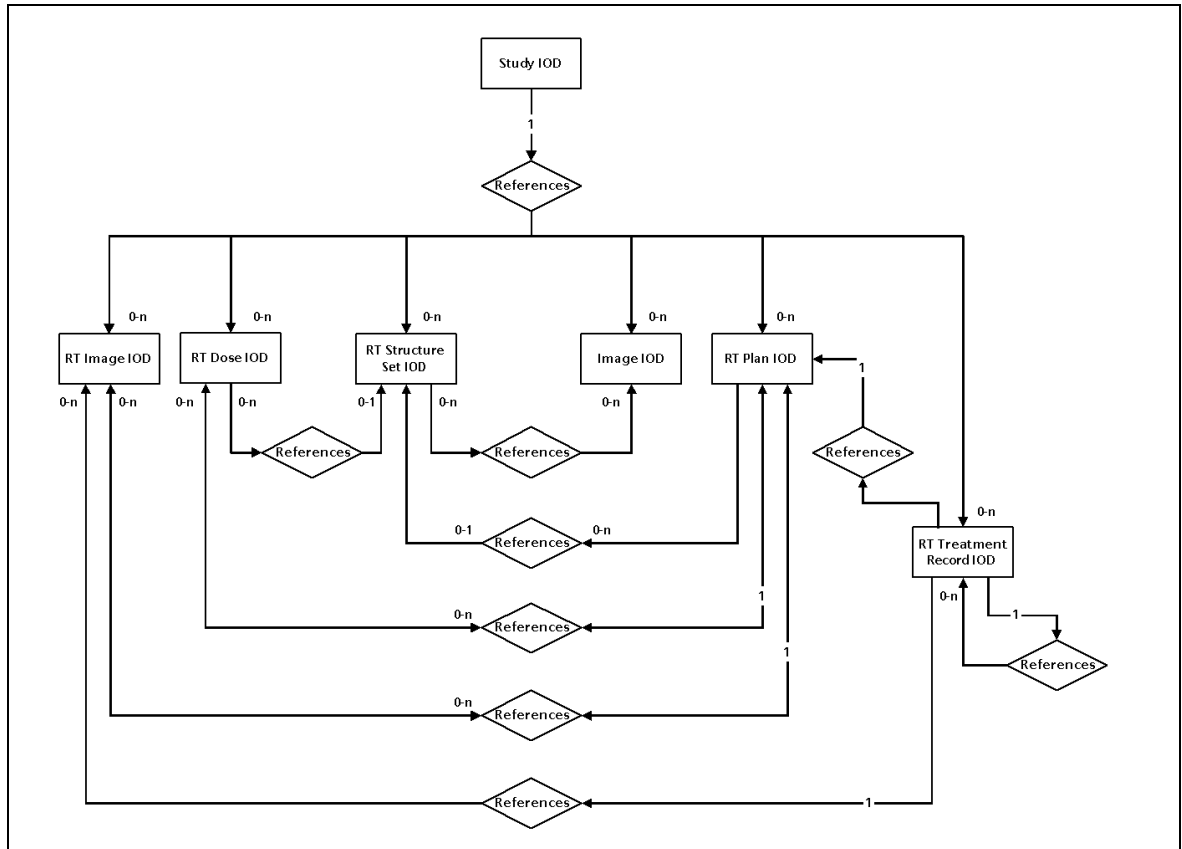 Study IOD
1
References
0-n
0-n
0-n
0-n
0-n
RT Image IOD
RT Dose IOD
RT Structure
Set IOD
Image IOD
RT Plan IOD
1
0-n
0-n
0-n
0-n
0-1
0-n
0-n
References
References
References
0-n
0-1
References
0-n
RT Treatment
Record IOD
0-n
1
1
0-n
References
References
1
0-n
References
References
1